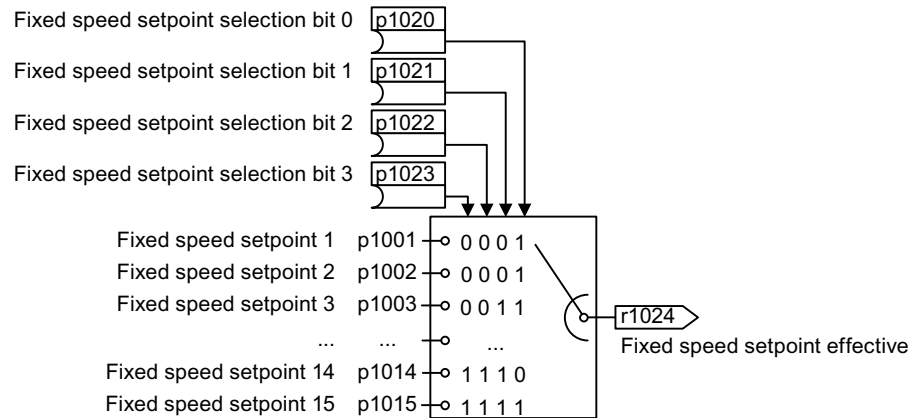 Fixed speed setpoint selection bit 0 p1020
Fixed speed setpoint selection bit 1 p1021
Fixed speed setpoint selection bit 2 p1022
Fixed speed setpoint selection bit 3 p1023
Fixed speed setpoint 1 p1001 0 0 0 1
Fixed speed setpoint 2 p1002 0 0 0 1
Fixed speed setpoint 3 p1003 0 0 1 1
r1024
... ... ...
Fixed speed setpoint effective
Fixed speed setpoint 14 p1014 1 1 1 0
Fixed speed setpoint 15 p1015 1 1 1 1